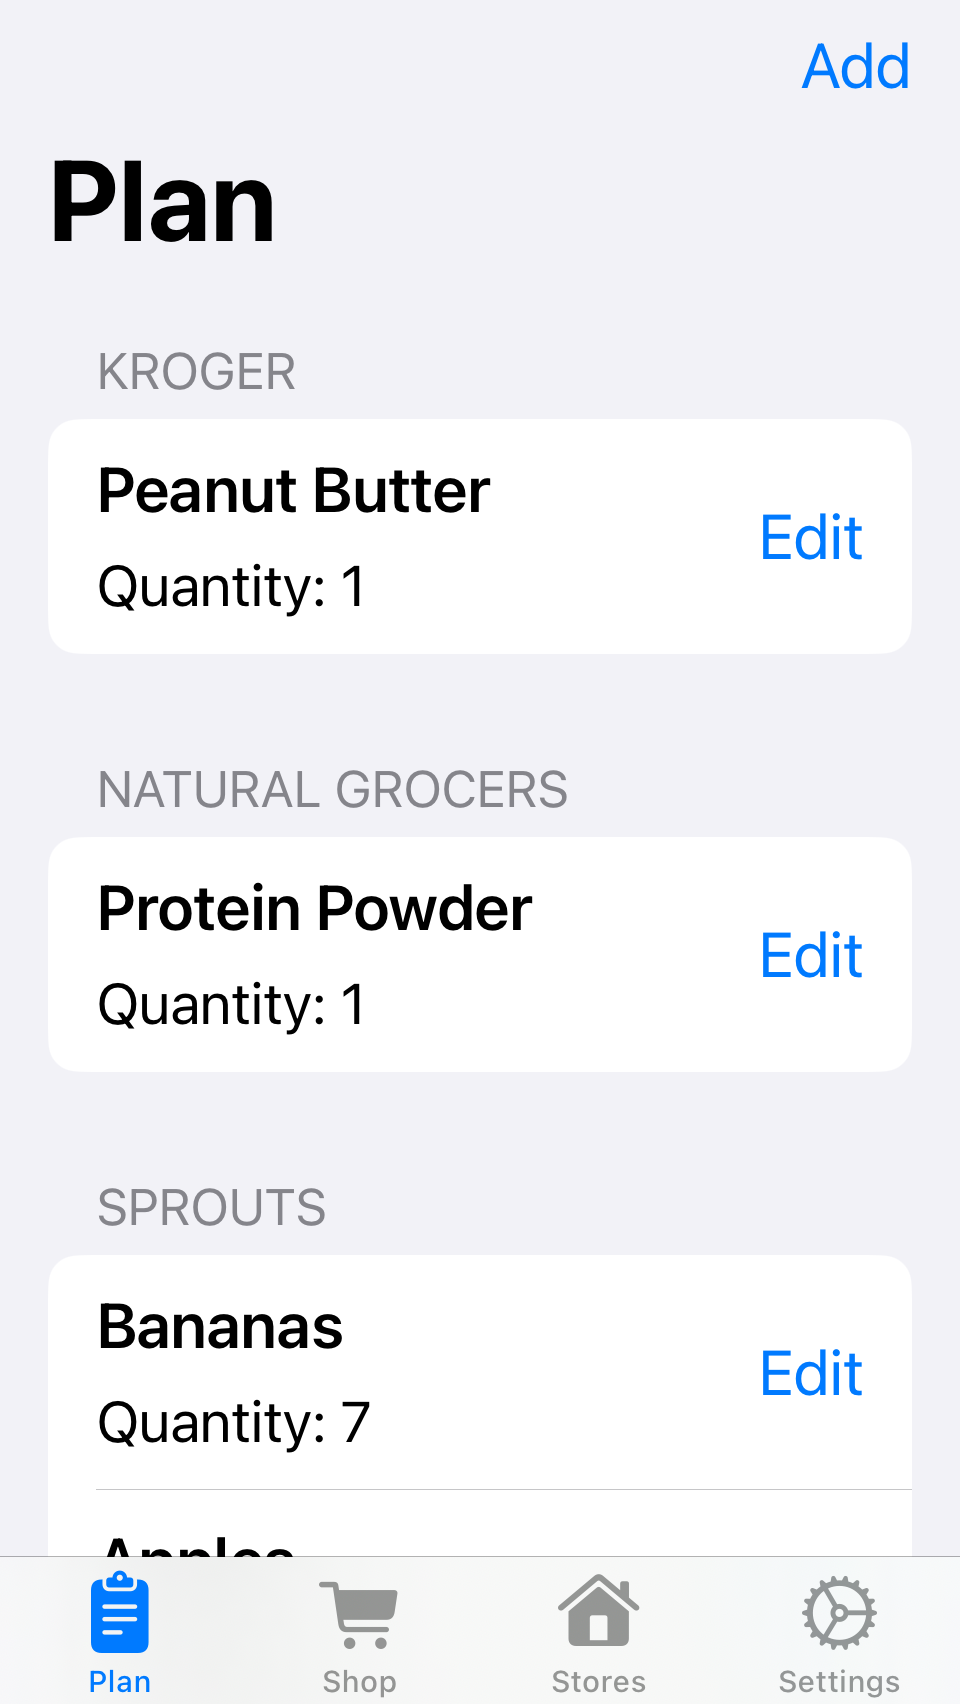 Add
Plan
KROGER
Peanut Butter
Quantity: 1
Edit
NATURAL GROCERS
Protein Powder
Quantity: 1
Edit
SPROUTS
Bananas
Quantity: 7
Edit
Apples
Plan
Shop
Stores
Settings